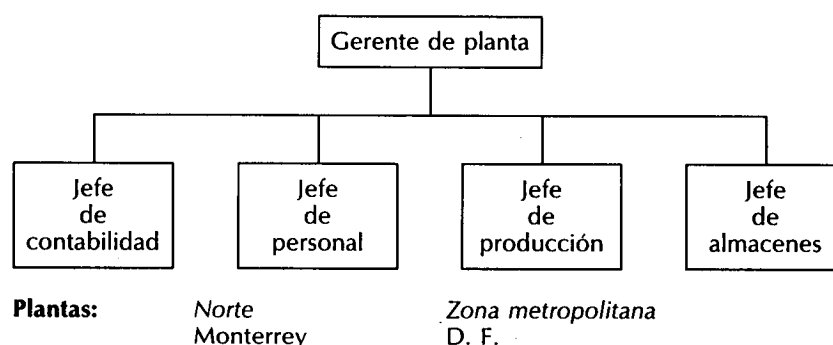 Gerente de planta
Jefe
de
contabilidad
Jefe
de
personal
Jefe
de
producción
Jefe
de
almacenes
Plantas: Norte Zona metropolitana
Monterrey D. F.